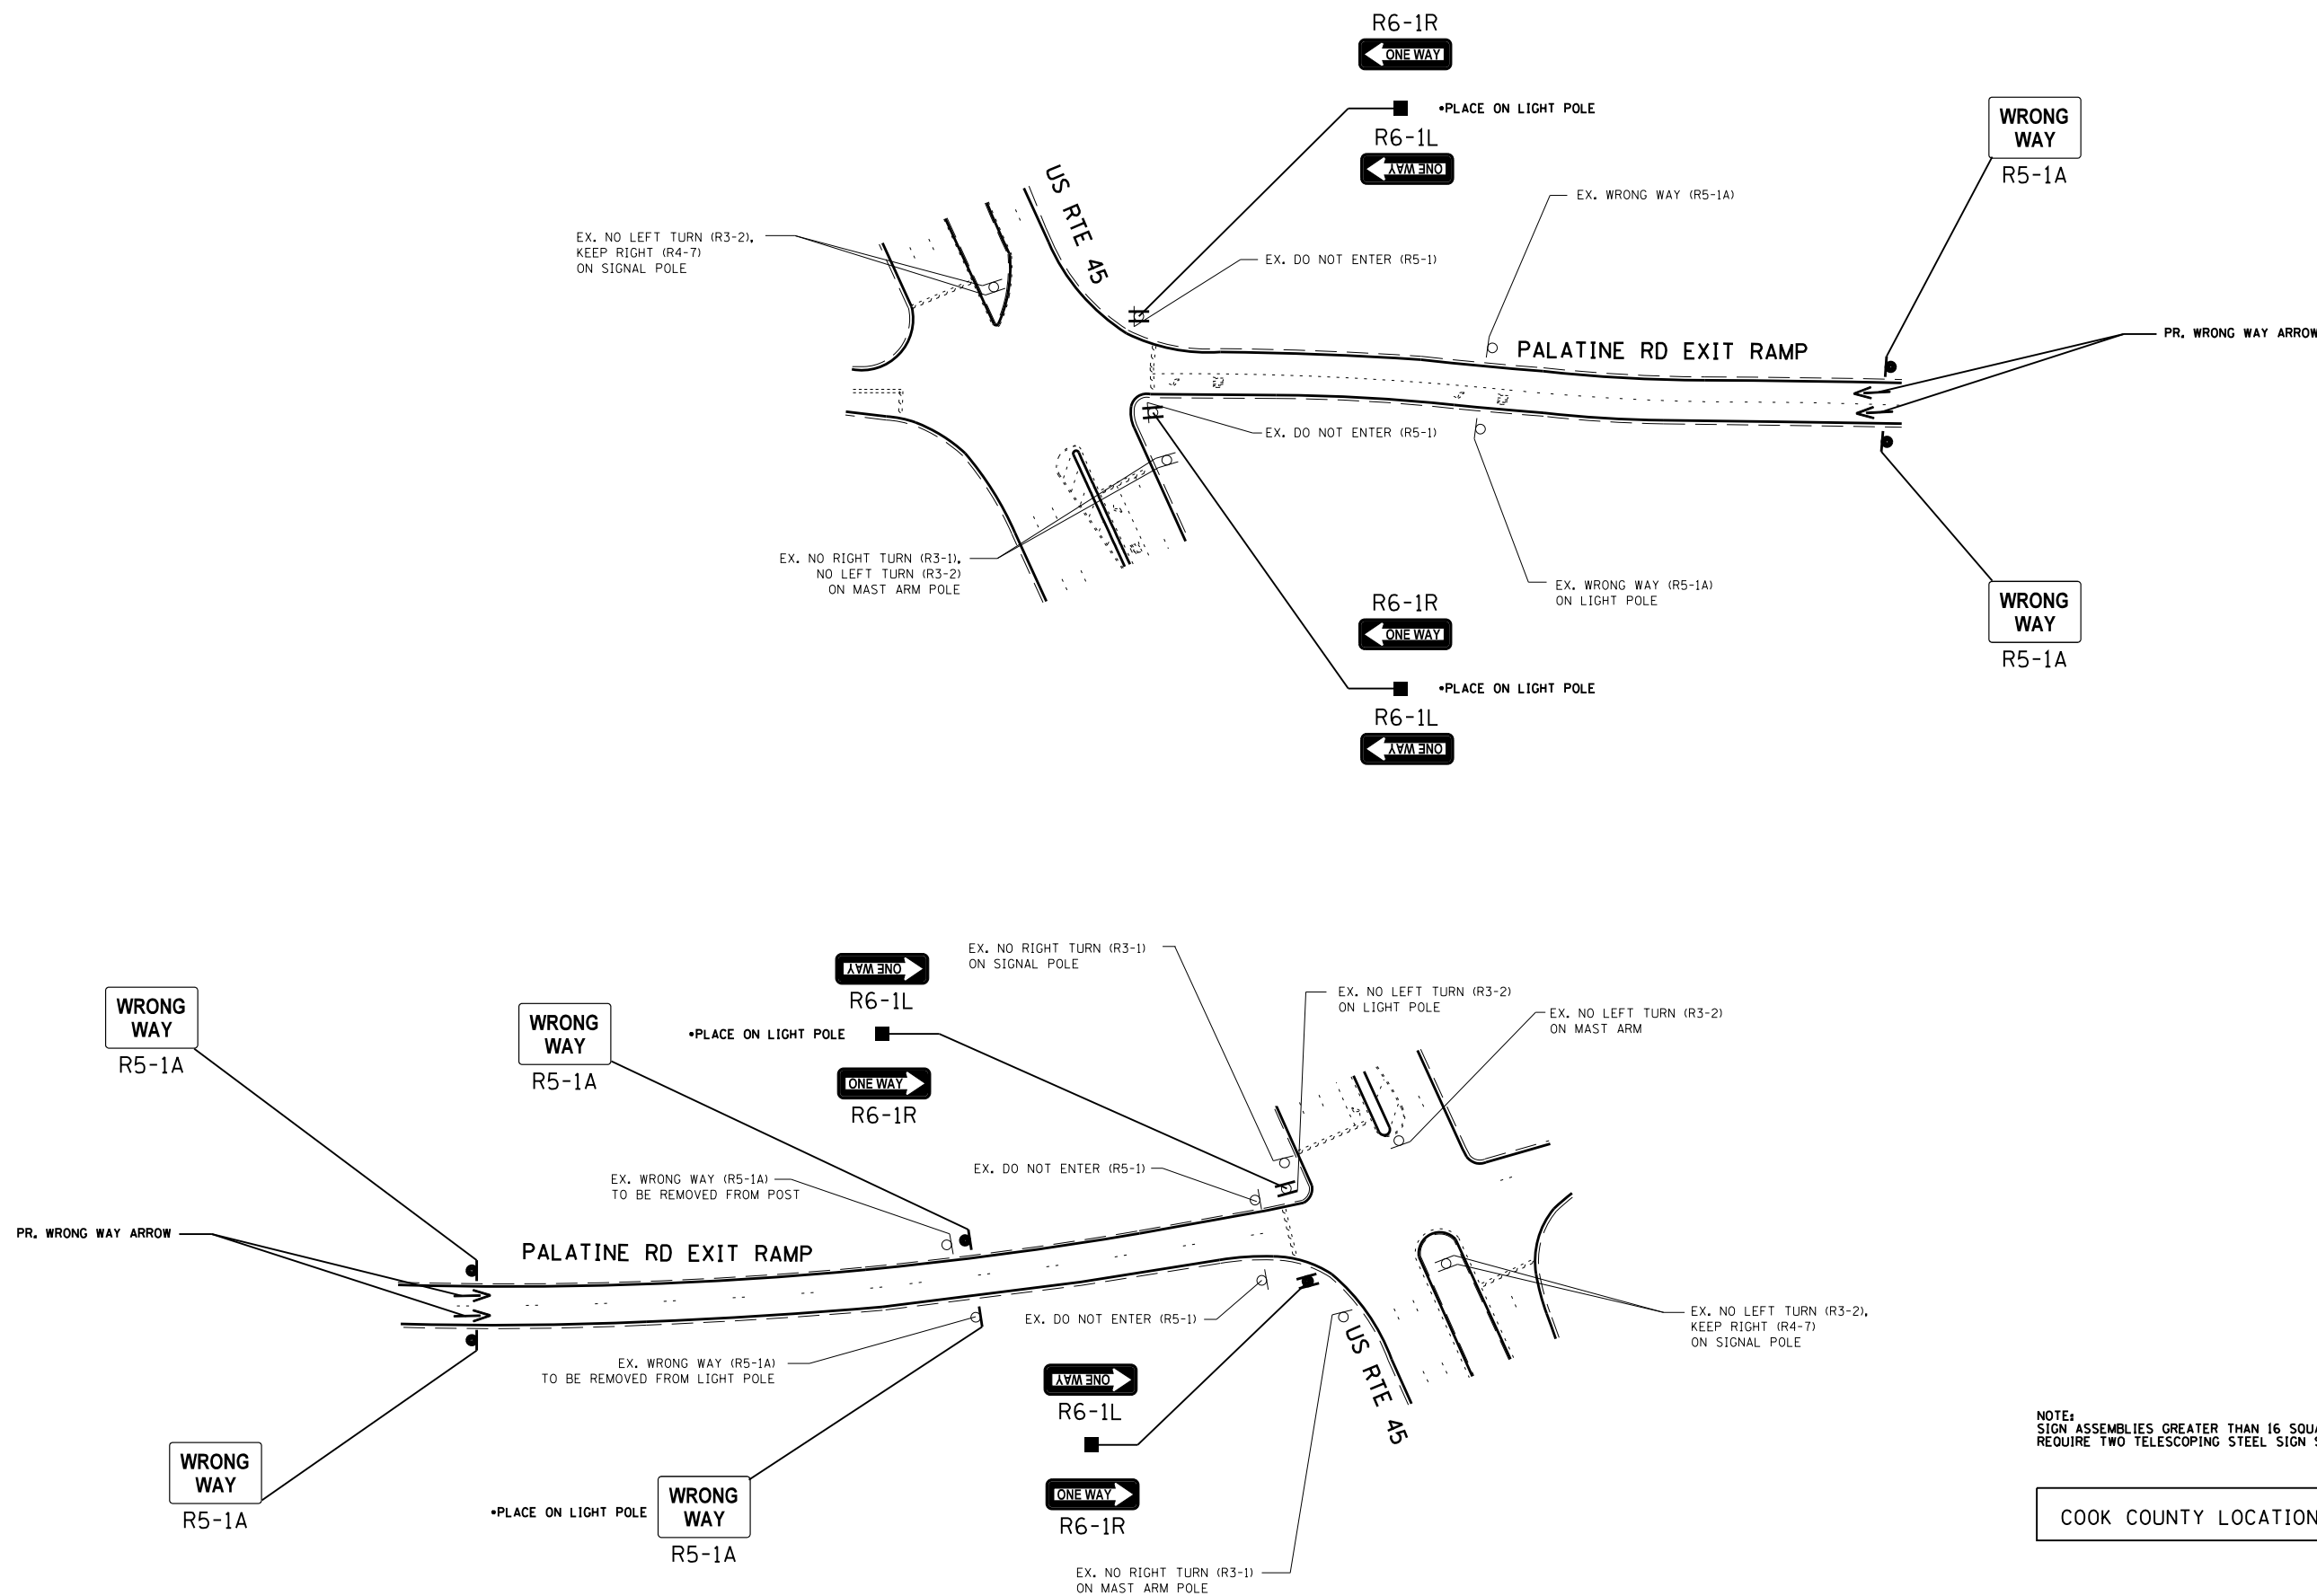 R6-1R
ONE WAY
•PLACE ON LIGHT POLE
R6-1L
ONE WAY
WRONG
WAY
R5-1A
US RTE 45
EX. WRONG WAY (R5-1A)
EX. NO LEFT TURN (R3-2),
KEEP RIGHT (R4-7)
ON SIGNAL POLE
EX. DO NOT ENTER (R5-1)
PR. WRONG WAY ARROW
PALATINE RD EXIT RAMP
EX. DO NOT ENTER (R5-1)
EX. NO RIGHT TURN (R3-1),
NO LEFT TURN (R3-2)
ON MAST ARM POLE
EX. WRONG WAY (R5-1A)
ON LIGHT POLE
WRONG
WAY
R5-1A
R6-1R
ONE WAY
•PLACE ON LIGHT POLE
R6-1L
ONE WAY
EX. NO RIGHT TURN (R3-1)
ON SIGNAL POLE
ONE WAY
R6-1L
•PLACE ON LIGHT POLE
ONE WAY
R6-1R
WRONG
WAY
R5-1A
WRONG
WAY
R5-1A
EX. NO LEFT TURN (R3-2)
ON LIGHT POLE
EX. NO LEFT TURN (R3-2)
ON MAST ARM
EX. DO NOT ENTER (R5-1)
EX. WRONG WAY (R5-1A)
TO BE REMOVED FROM POST
PR. WRONG WAY ARROW
PALATINE RD EXIT RAMP
EX. DO NOT ENTER (R5-1)
EX. NO LEFT TURN (R3-2),
KEEP RIGHT (R4-7)
ON SIGNAL POLE
US RTE 45
EX. WRONG WAY (R5-1A)
TO BE REMOVED FROM LIGHT POLE
ONE WAY
R6-1L
ONE WAY
R6-1R
WRONG
WAY
R5-1A
•PLACE ON LIGHT POLE
WRONG
WAY
R5-1A
EX. NO RIGHT TURN (R3-1)
ON MAST ARM POLE
NOTE:
SIGN ASSEMBLIES GREATER THAN 16
REQUIRE TWO TELESCOPING STEEL SIGN
COOK COUNTY LOCATION